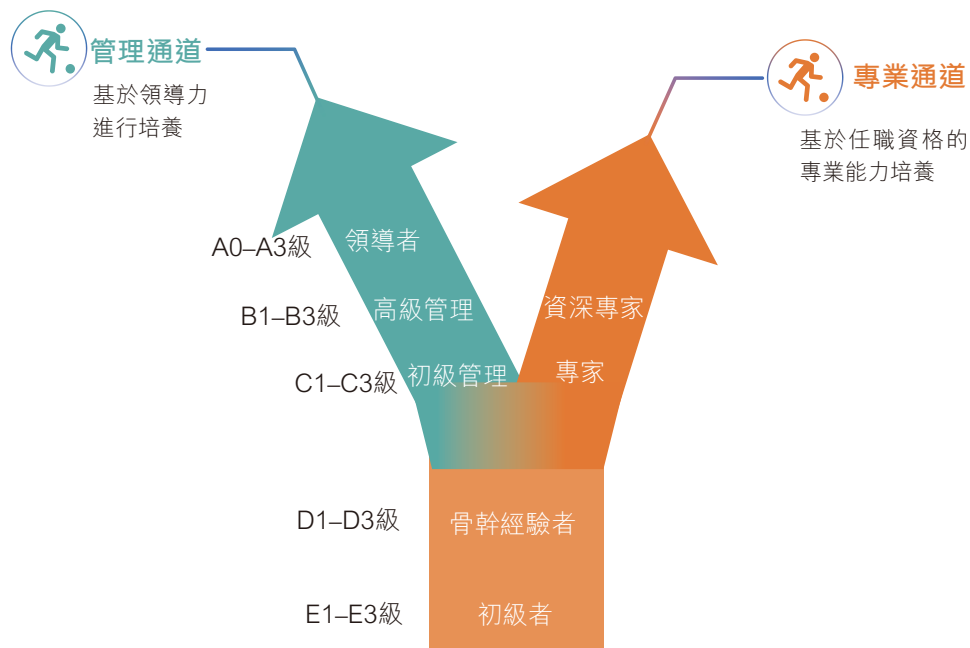 管理通道
基於領導力
進行培養
專業通道
基於任職資格的
專業能力培養
A0–A3級 領導者
B1–B3級 高級管理 資深專家
C1–C3級 初級管理 專家
D1–D3級 骨幹經驗者
E1–E3級 初級者